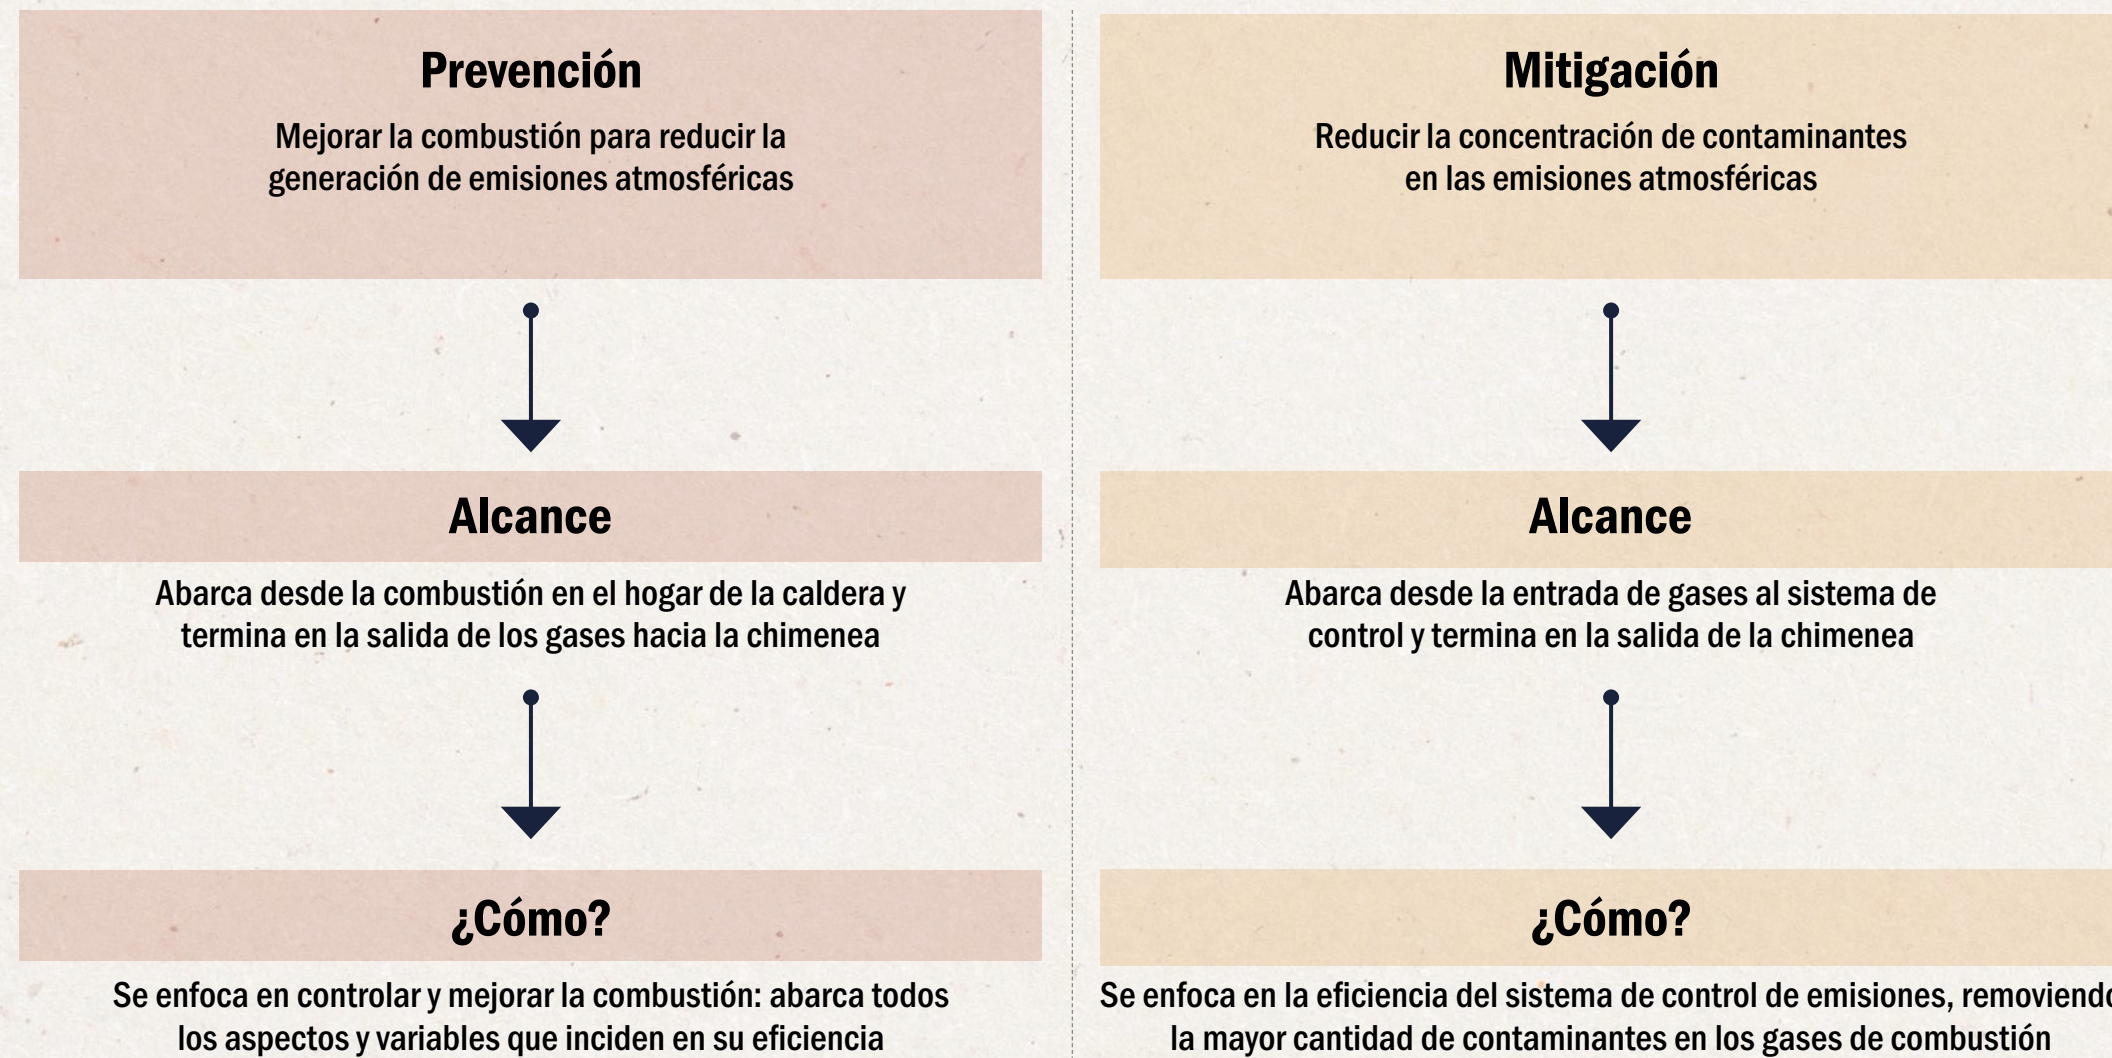 Prevención
Mejorar la combustión para reducir la
generación de emisiones atmosféricas
Alcance
Abarca desde la combustión en el hogar de la caldera y
termina en la salida de los gases hacia la chimenea
¿Cómo?
Se enfoca en controlar y mejorar la combustión: abarca todos
los aspectos y variables que inciden en su eficiencia
Mitigación
Reducir la concentración de contaminantes
en las emisiones atmosféricas
Alcance
Abarca desde la entrada de gases al sistema de
control y termina en la salida de la chimenea
¿Cómo?
Se enfoca en la eficiencia del sistema de control de emisiones, removiendo
la mayor cantidad de contaminantes en los gases de combustión